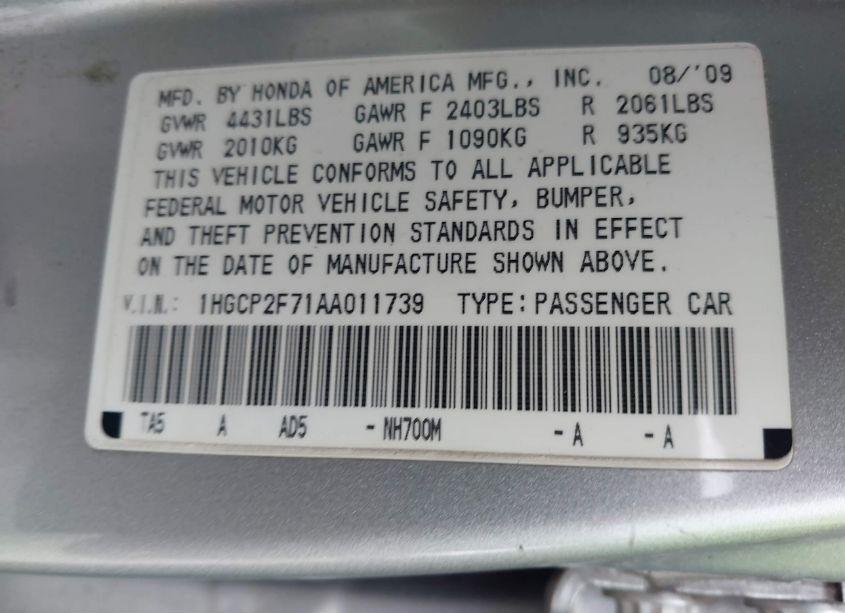 MFD. BY HONDA OF AMERICA MFG., INC. 08/'09
GVWR 4431LBS GAWR F 2403LBS R 2061LBS
GVWR 2010KG GAWR F 1090KG R 935KG
THIS VEHICLE CONFORMS TO ALL APPLICABLE
FEDERAL MOTOR VEHICLE SAFETY, BUMPER,
AND THEFT PREVENTION STANDARDS IN EFFECT
ON THE DATE OF MANUFACTURE SHOWN ABOVE.
V.I.N.: 1HGCP2F71AA011739 TYPE: PASSENGER CAR
TA5 A AD5 - NH700M - A - A